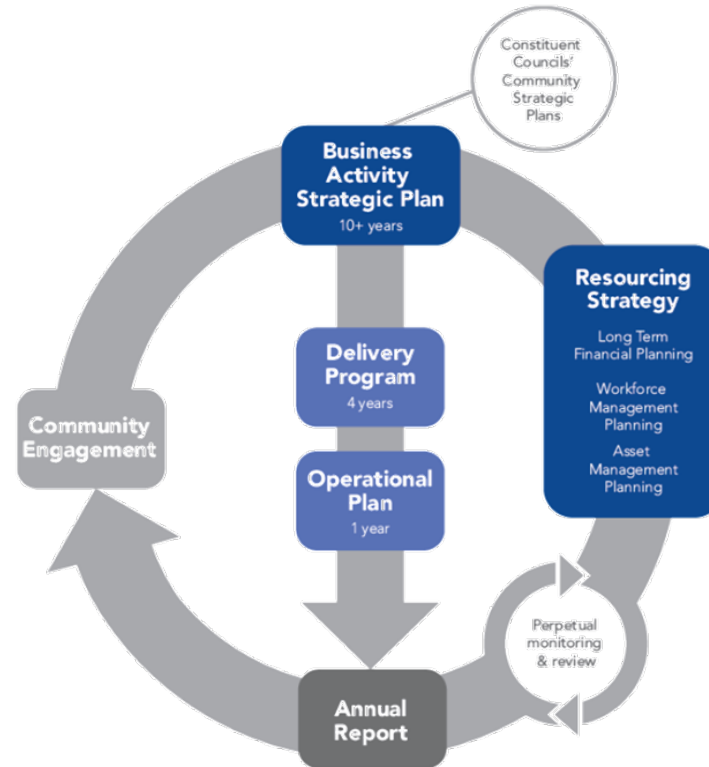 Constituent
Councils'
Community
Strategic
Plans
Business
Activity
Strategic Plan
10+ years
Resourcing
Strategy
Long Term
Financial Planning
Workforce
Management
Planning
Asset
Management
Planning
Delivery
Program
4 years
Community
Engagement
Operational
Plan
1 year
Perpetual
monitoring
& review
Annual
Report